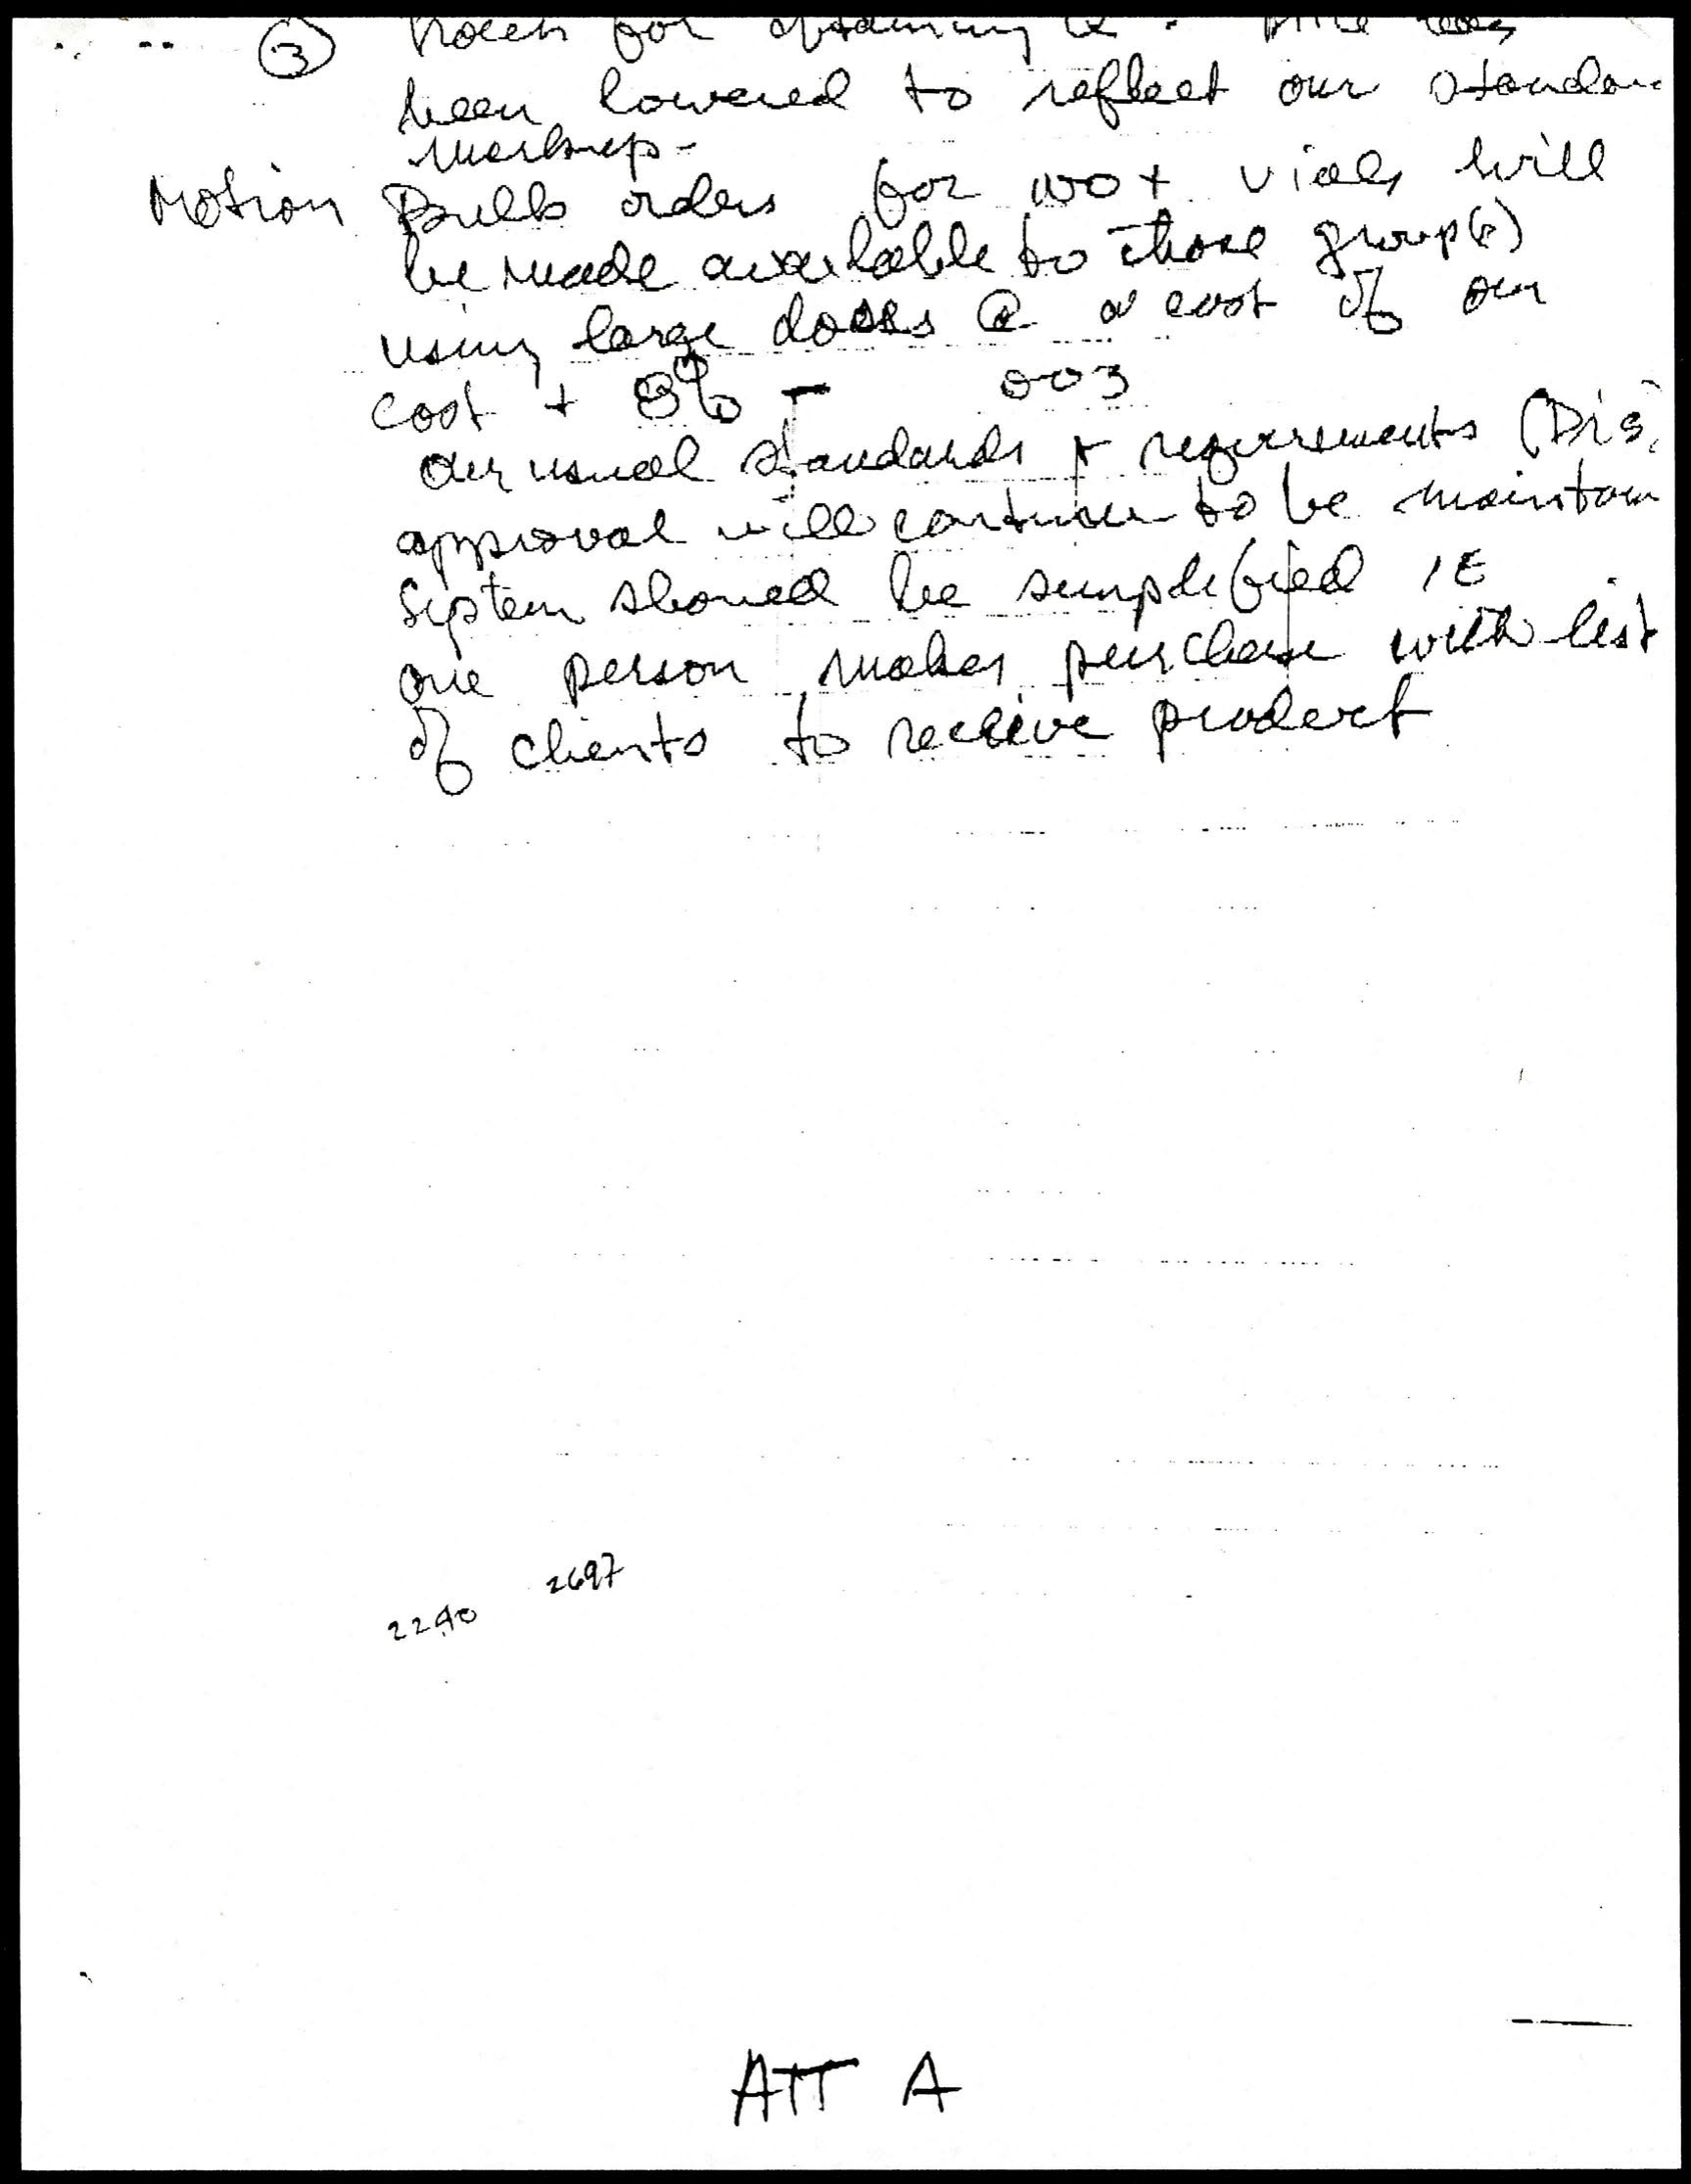 ③ for obtaining it. Price has
been lowered to reflect our standar
markup-
Motion Bulk orders for 100+ vials will
be made available to those group(s)
using large doses @ a cost of our
cost + 8% - 003
Our usual standards + requirements (Dis.
approval will continue to be maintain
System should be simplified IE
one person makes purchase with list
of clients to receive product
2697
2240
ATT A